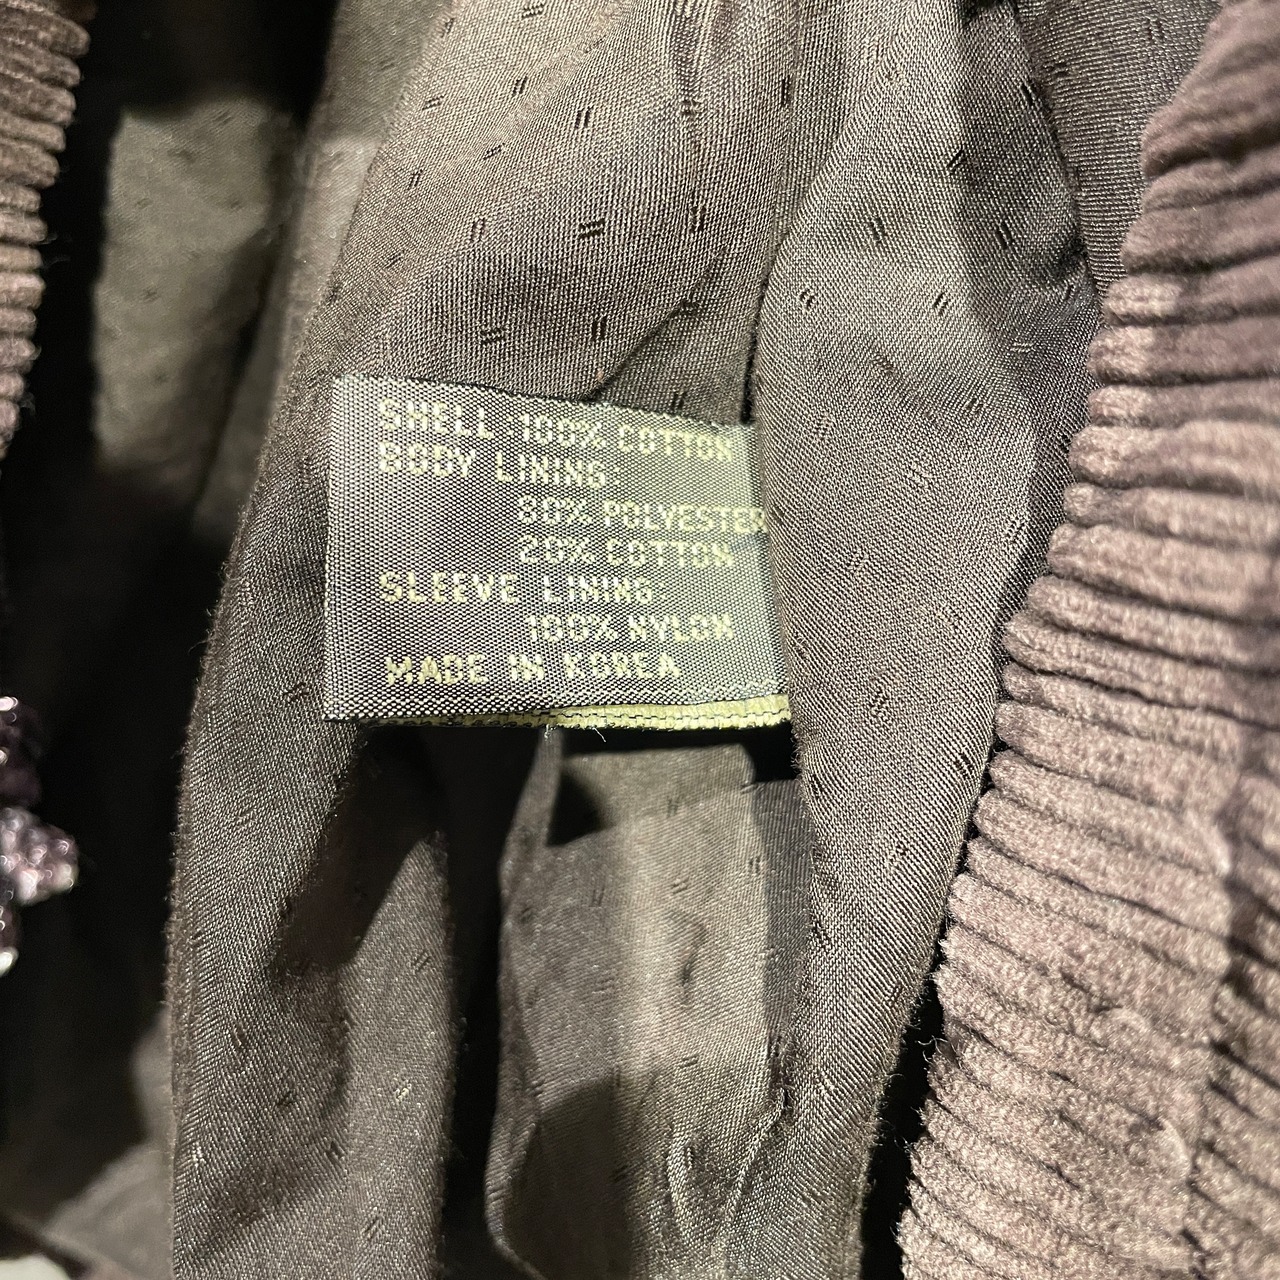 SHELL 100% COTTON
BODY LINING
80% POLYESTER
20% COTTON
SLEEVE LINING
100% NYLON
MADE IN KOREA